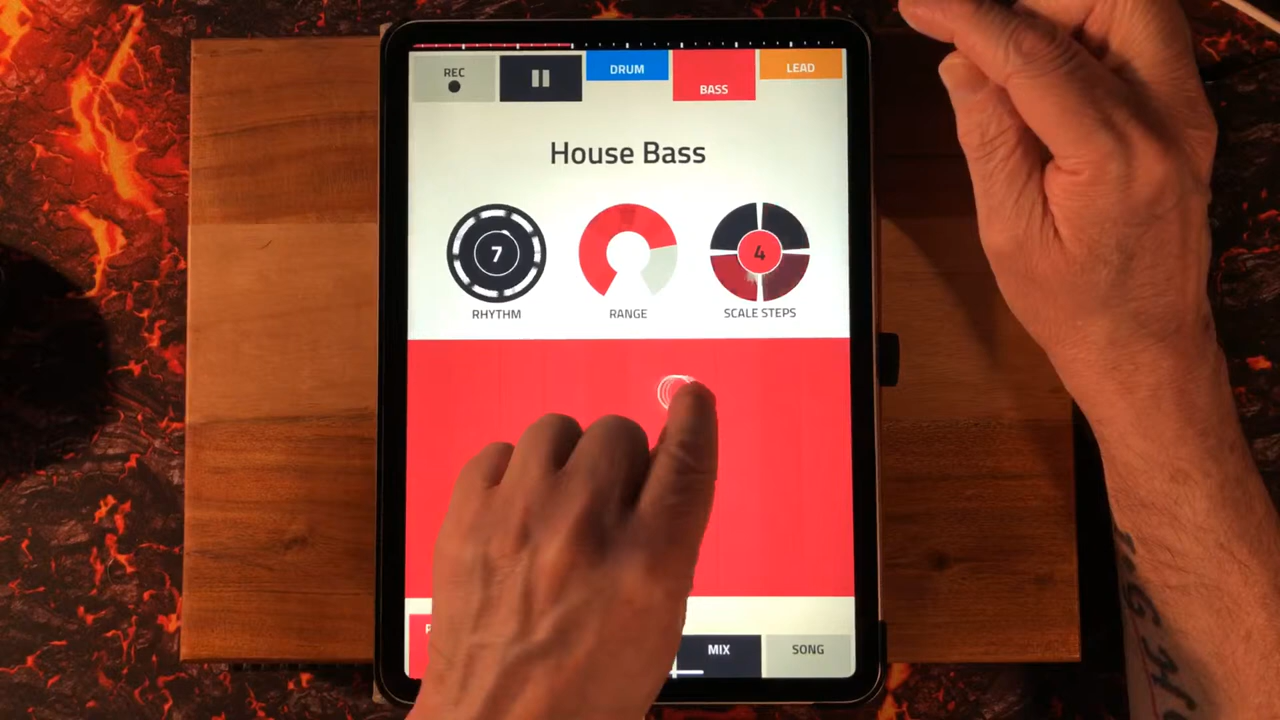 REC
DRUM
BASS
LEAD
House Bass
7
4
RHYTHM
RANGE
SCALE STEPS
MIX
SONG